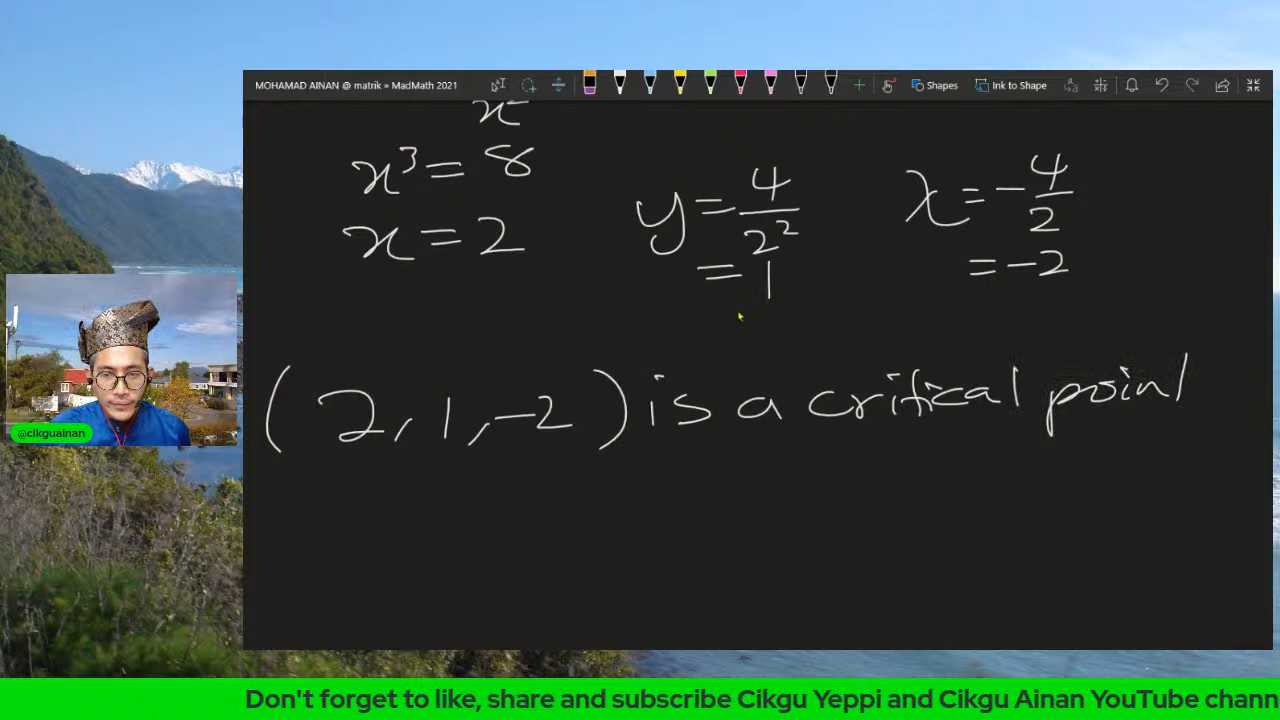 MOHAMAD AINAN @ matrik » MadMath 2021
Shapes
Ink to Shape
x²
x³ = 8
x = 2
y = 4/2²
= 1
λ = -4/2
= -2
(2, 1, -2) is a critical point
@cikguainan
Don't forget to like, share and subscribe Cikgu Yeppi and Cikgu Ainan YouTube chann